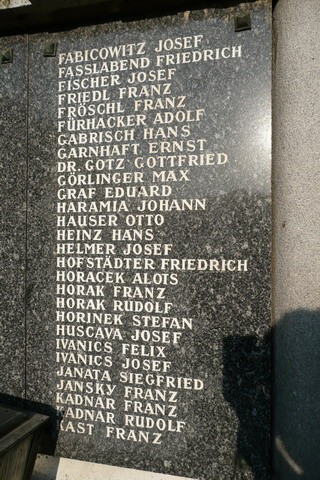 FABICOWITZ JOSEF
FASSLABEND FRIEDRICH
FISCHER JOSEF
FRIEDL FRANZ
FRÖSCHL FRANZ
FÜRHACKER ADOLF
GABRISCH HANS
GARNHAFT ERNST
DR. GOTZ GOTTFRIED
GÖRLINGER MAX
GRAF EDUARD
HARAMIA JOHANN
HAUSER OTTO
HEINZ HANS
HELMER JOSEF
HOFSTÄDTER FRIEDRICH
HORACEK ALOIS
HORAK FRANZ
HORAK RUDOLF
HORINEK STEFAN
HUSCAVA JOSEF
IVANICS FELIX
IVANICS JOSEF
JANATA SIEGFRIED
JANSKY FRANZ
KADNAR FRANZ
KADNAR RUDOLF
KAST FRANZ